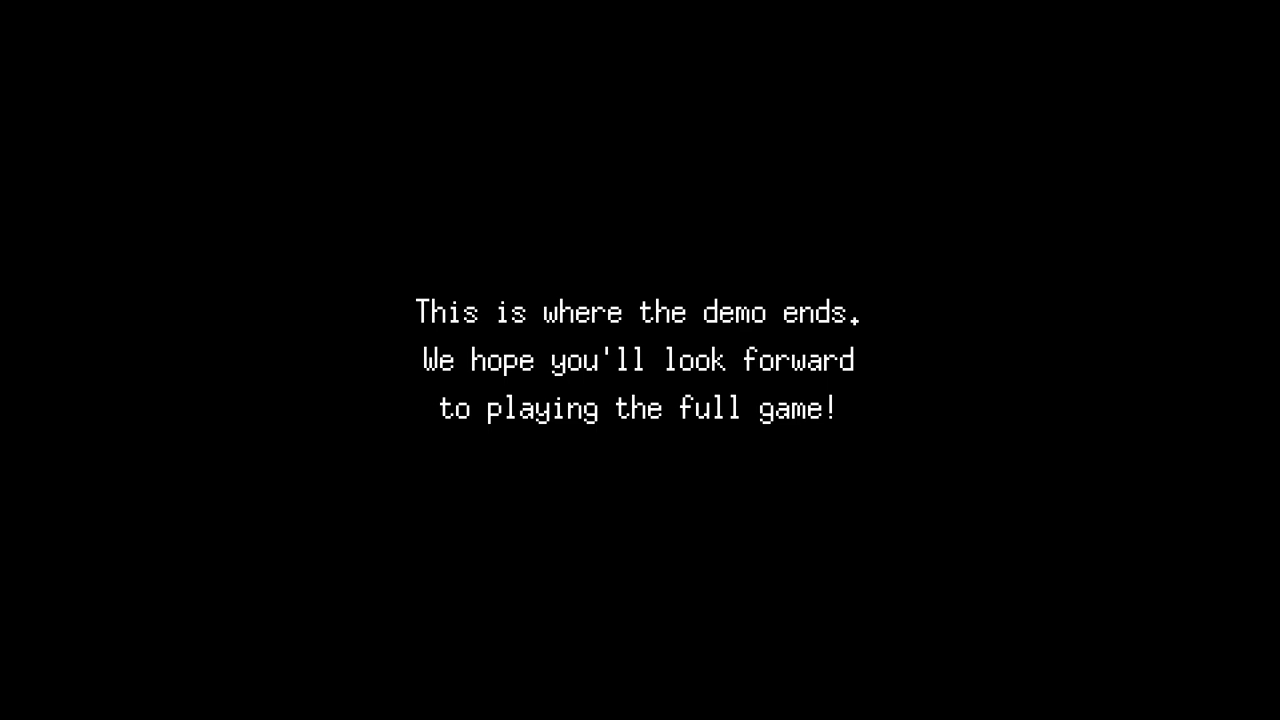 This is where the demo ends.
We hope you'll look forward
to playing the full game!